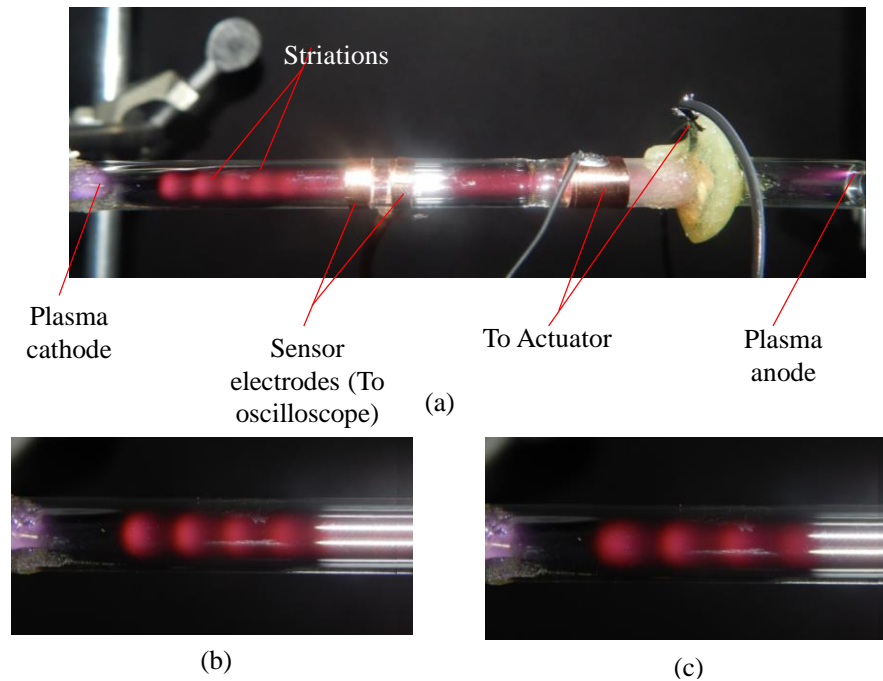 Striations
Plasma
cathode
Sensor
electrodes (To
oscilloscope)
To Actuator
Plasma
anode
(a)
(b)
(c)